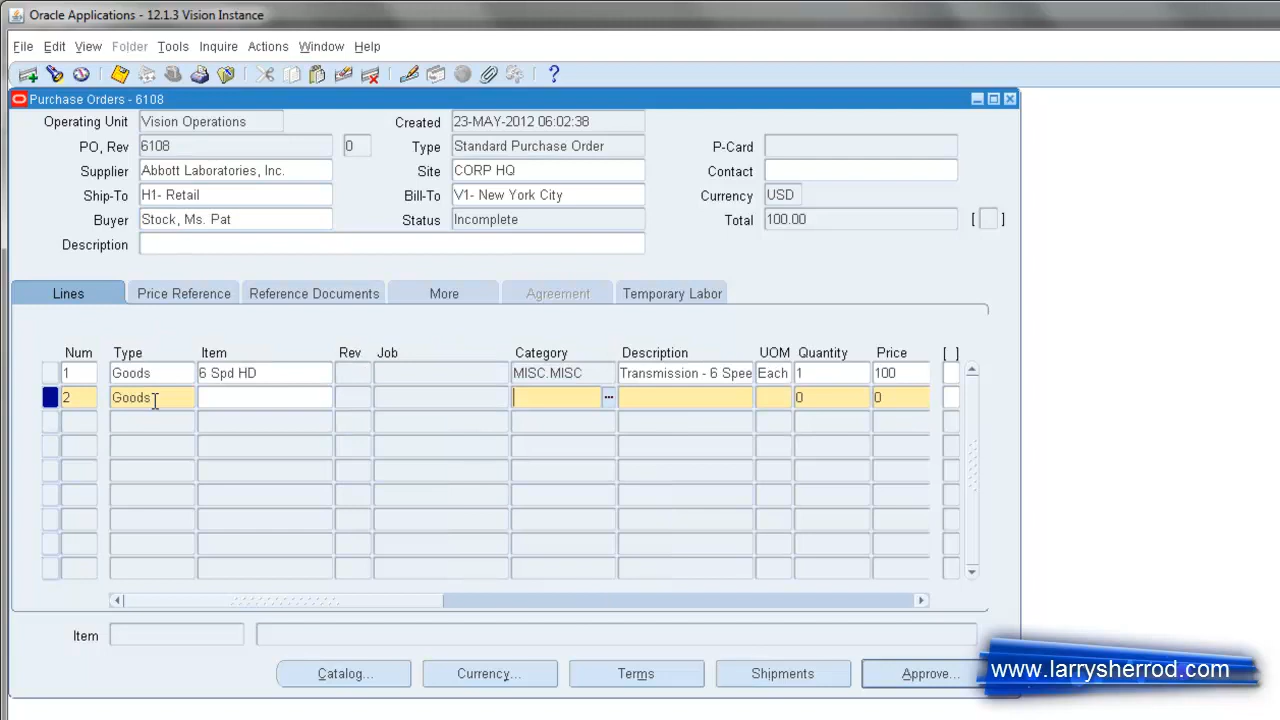 Oracle Applications - 12.1.3 Vision Instance
File Edit View Folder Tools Inquire Actions Window Help
Purchase Orders - 6108
Operating Unit Vision Operations Created 23-MAY-2012 06:02:38
PO, Rev 6108 0 Type Standard Purchase Order P-Card
Supplier Abbott Laboratories, Inc. Site CORP HQ Contact
Ship-To H1- Retail Bill-To V1- New York City Currency USD
Buyer Stock, Ms. Pat Status Incomplete Total 100.00 [ ]
Description
Lines Price Reference Reference Documents More Agreement Temporary Labor
Num Type Item Rev Job Category Description UOM Quantity Price [ ]
1 Goods 6 Spd HD MISC.MISC Transmission - 6 Spee Each 1 100
2 Goods ... 0 0
Item
Catalog... Currency... Terms Shipments Approve...
www.larrysherrod.com